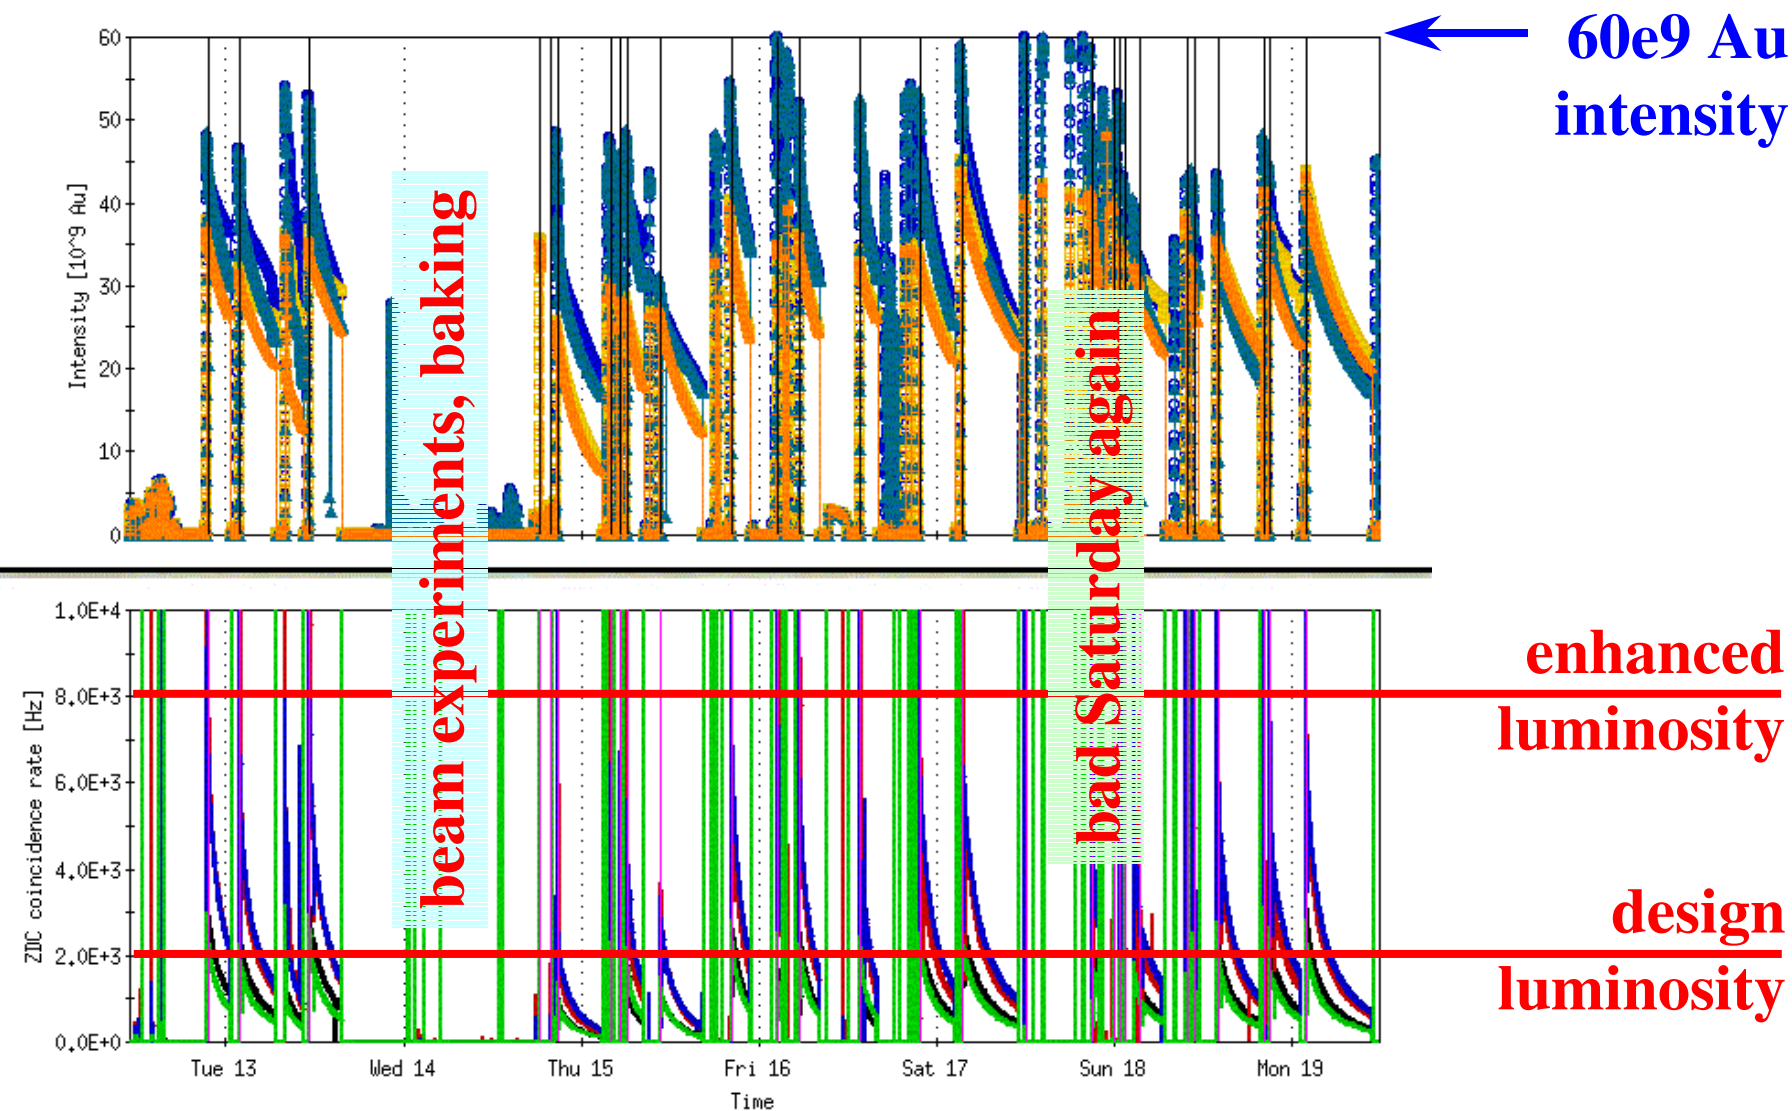 60e9 Au
intensity
60
50
40
30
20
10
0
Intensity [10^9 Au]
beam experiments, baking
bad Saturday again
1.0E+4
8.0E+3
6.0E+3
4.0E+3
2.0E+3
0.0E+0
ZDC coincidence rate [Hz]
enhanced
luminosity
design
luminosity
Tue 13 Wed 14 Thu 15 Fri 16 Sat 17 Sun 18 Mon 19
Time